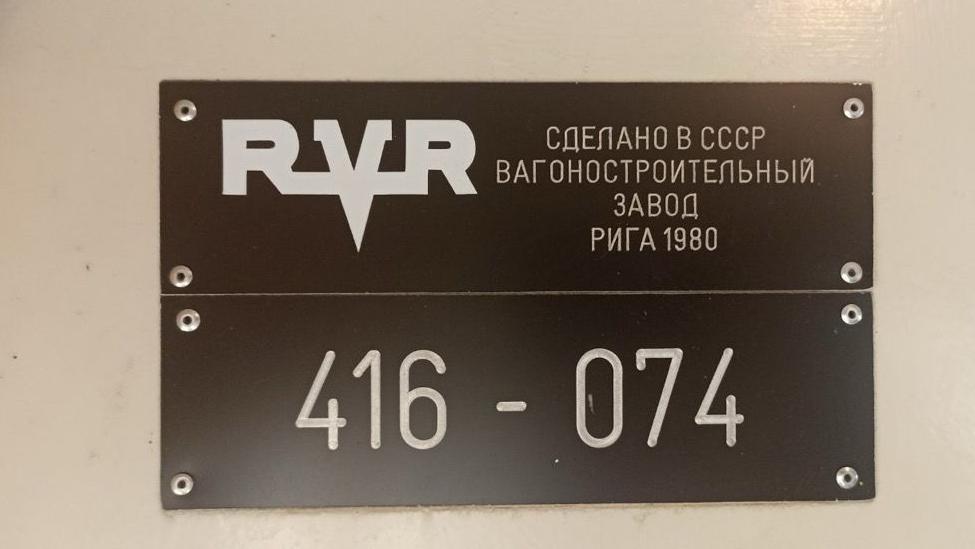 RVR
СДЕЛАНО В СССР
ВАГОНОСТРОИТЕЛЬНЫЙ
ЗАВОД
РИГА 1980
416 - 074